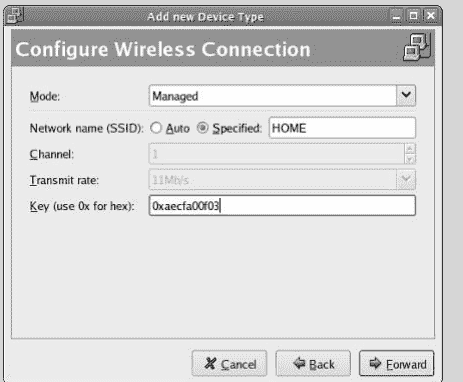 Add new Device Type
Configure Wireless Connection
Mode: Managed
Network name (SSID): Auto Specified: HOME
Channel: 1
Transmit rate: 11Mb/s
Key (use 0x for hex): 0xaecfa00f03
Cancel Back Forward